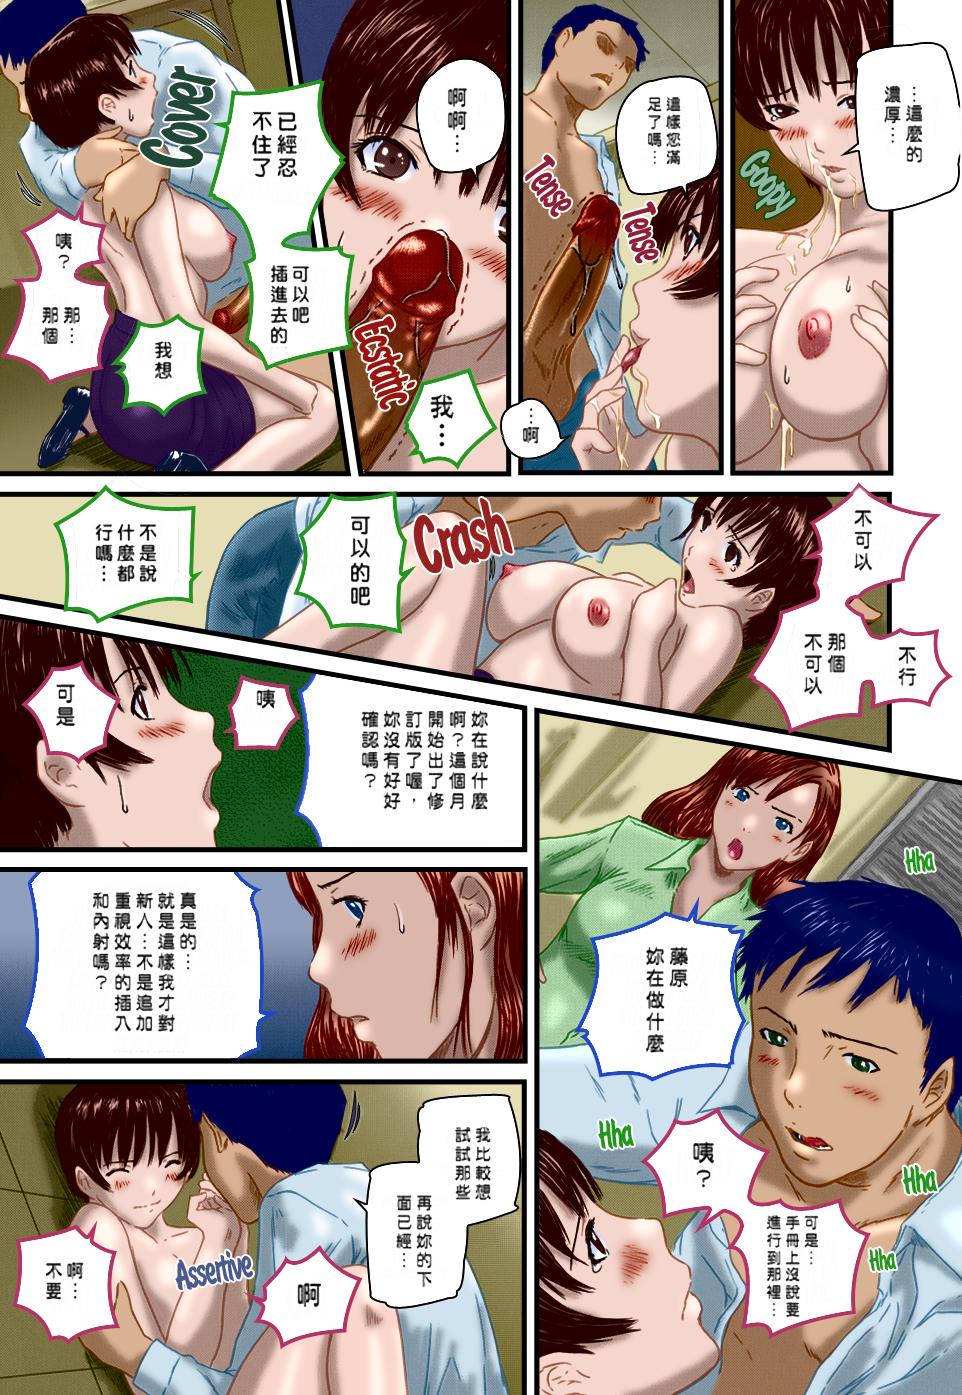 …這麼的
濃厚…
Goopy
這樣您滿
足了嗎…
Tense
Tense
…啊
啊
啊…
Ecstatic
我…
已經忍
不住了
可以吧
插進去的
Cover
我想
咦?
那…
那個
不可以
不行
那個
不可以
Crash
可以的吧
不是說
什麼都
行嗎…
妳在說什麼
啊?這個月
開始出了修
訂版了喔,
妳沒有好好
確認嗎?
咦
可是
藤原
妳在做什麼
Hha
Hha
Hha
Hha
咦?
可是…
手冊上沒說要
進行到那裡…
真是的…
就是這樣我才對
新人…不是追加
重視效率的插入
和內射嗎?
我比較想
試試那些
再說妳的下
面已經…
啊
Assertive
啊…
不要